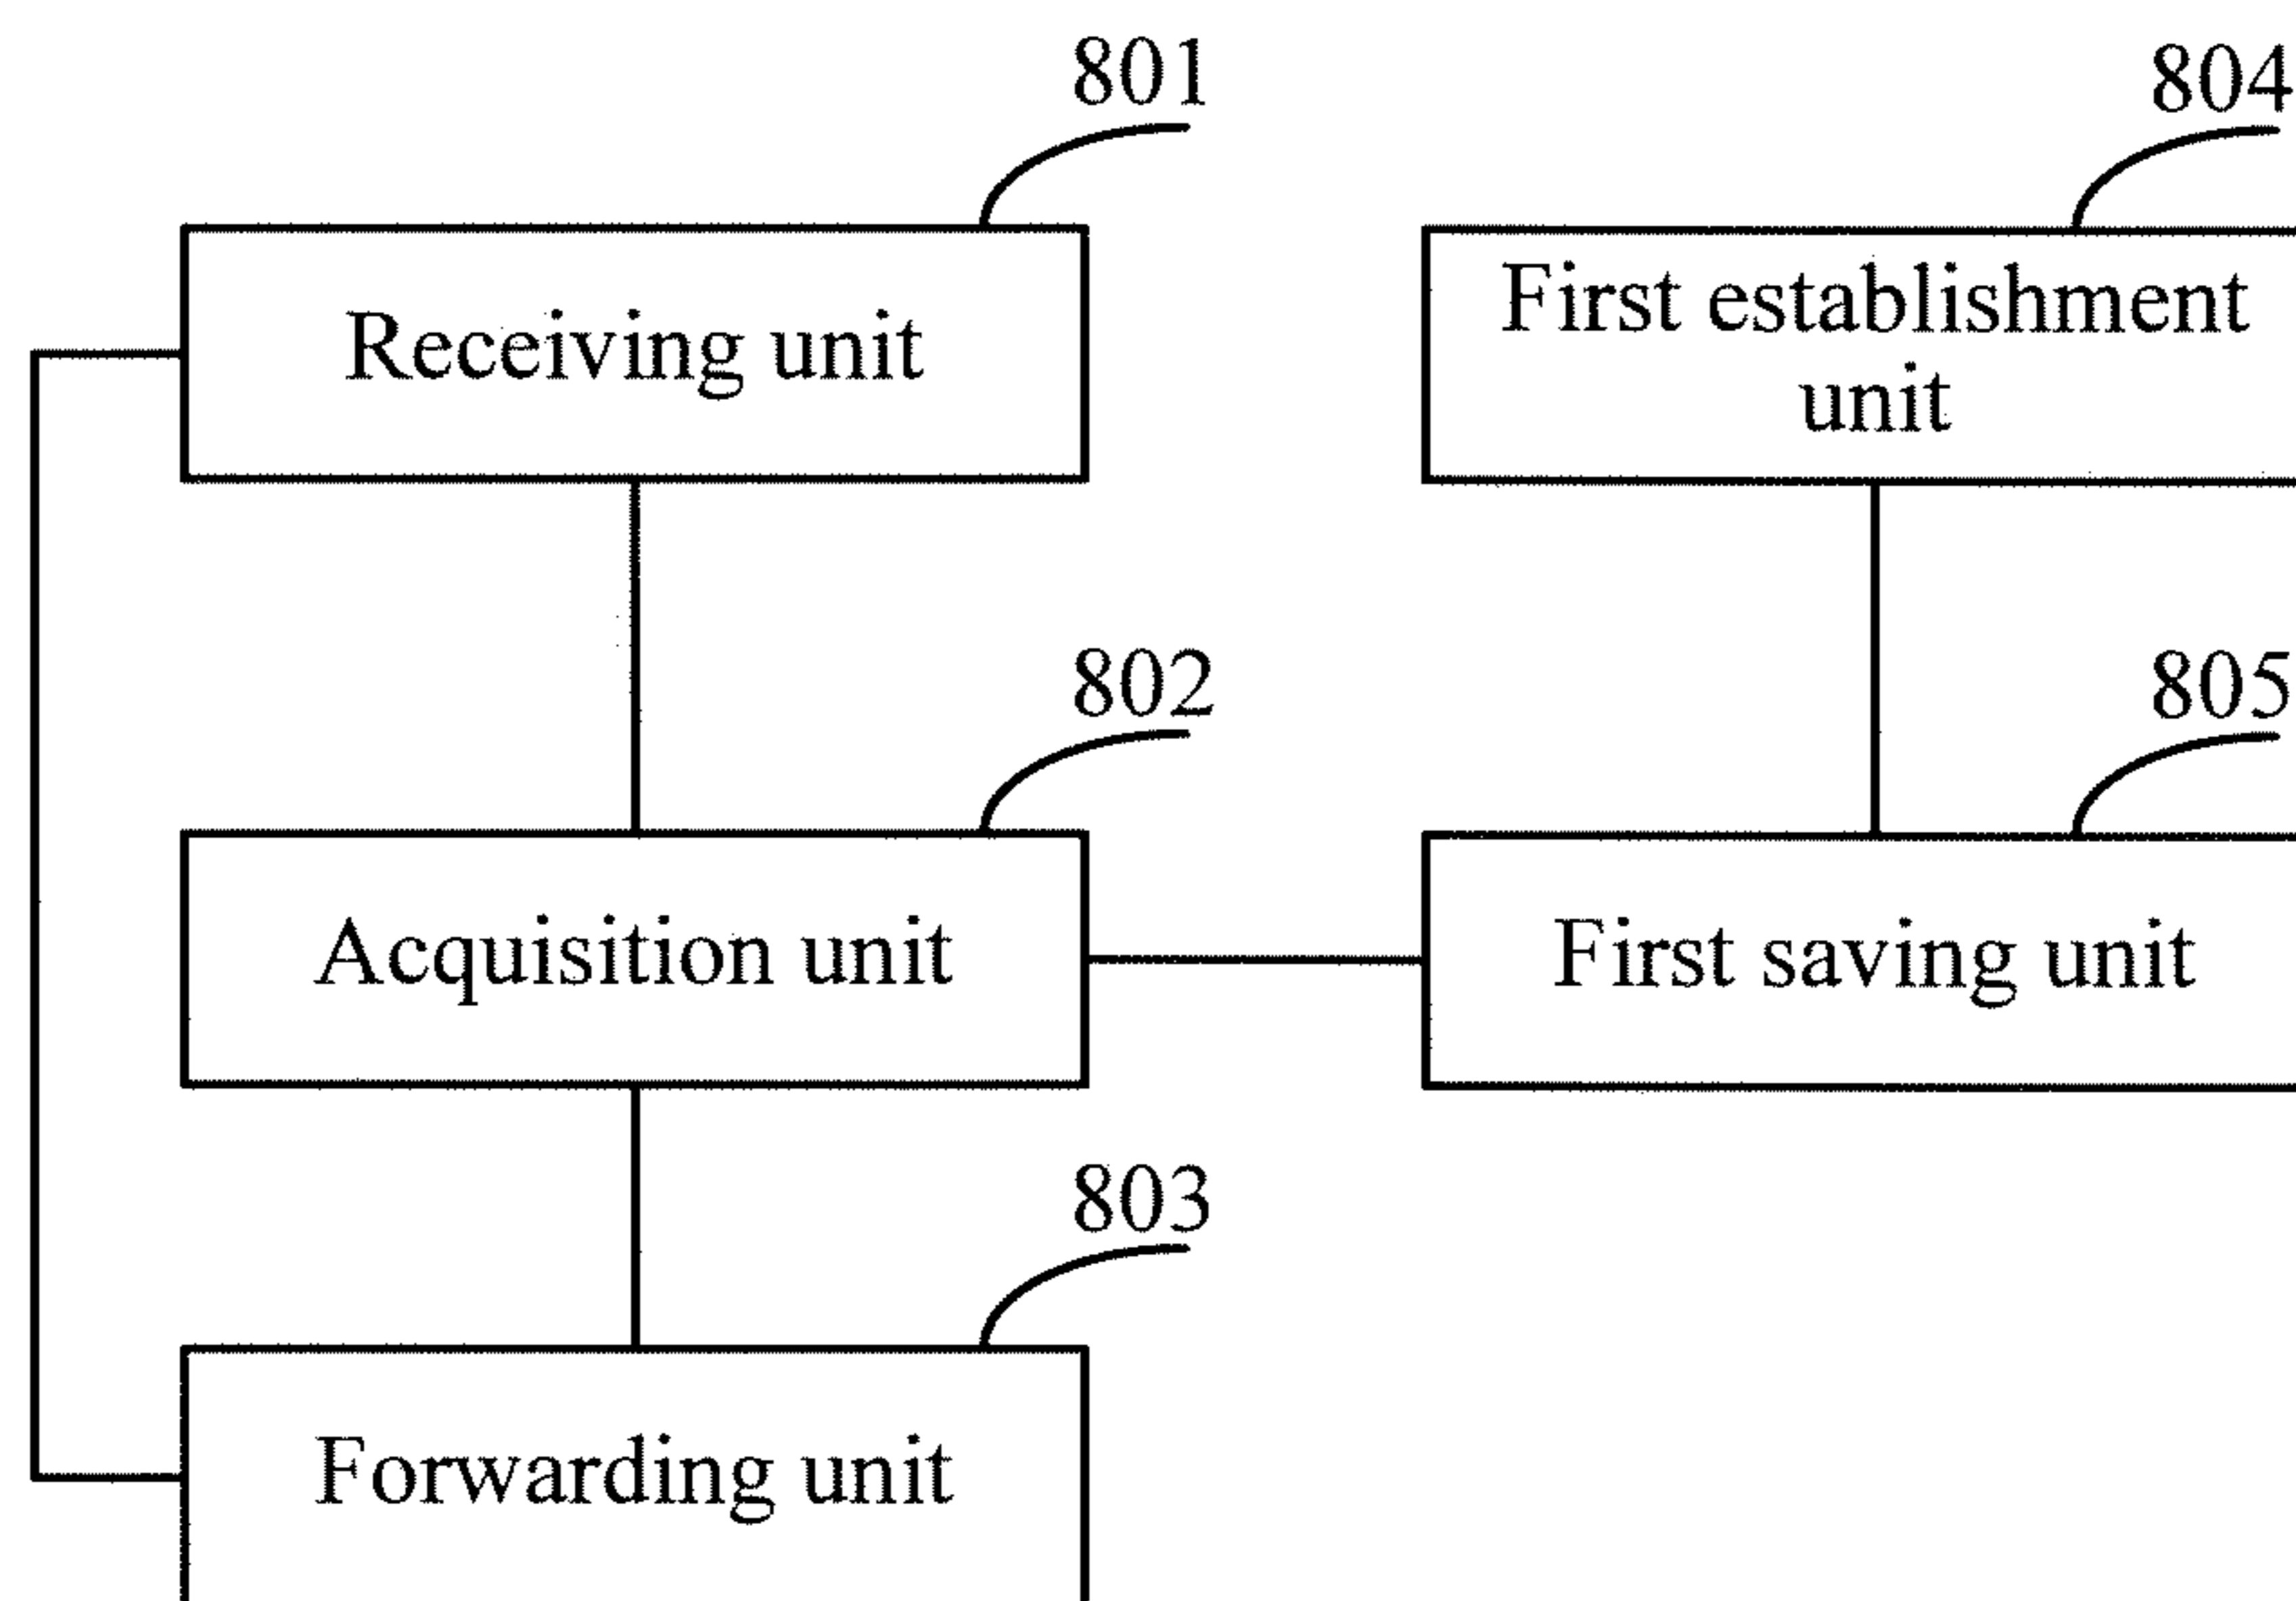 801
Receiving unit
802
Acquisition unit
803
Forwarding unit
804
First establishment
unit
805
First saving unit